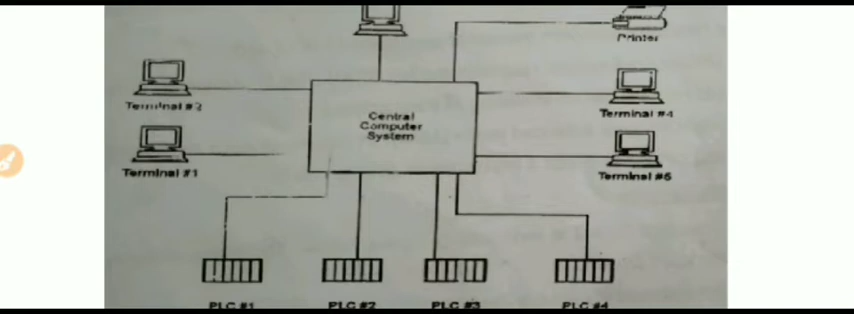 Printer
Terminal #2
Central
Computer
System
Terminal #4
Terminal #1
Terminal #5
PLC #1
PLC #2
PLC #3
PLC #4